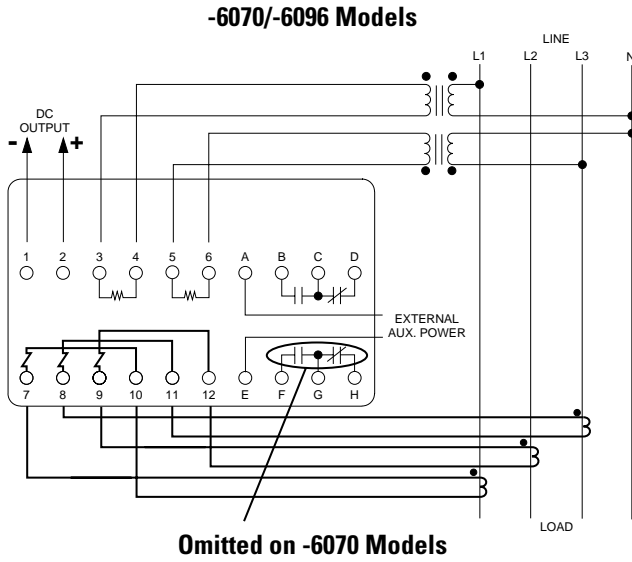 -6070/-6096 Models
LINE
L1 L2 L3 N
DC
OUTPUT
- +
1 2 3 4 5 6 A B C D
EXTERNAL
AUX. POWER
7 8 9 10 11 12 E F G H
LOAD
Omitted on -6070 Models